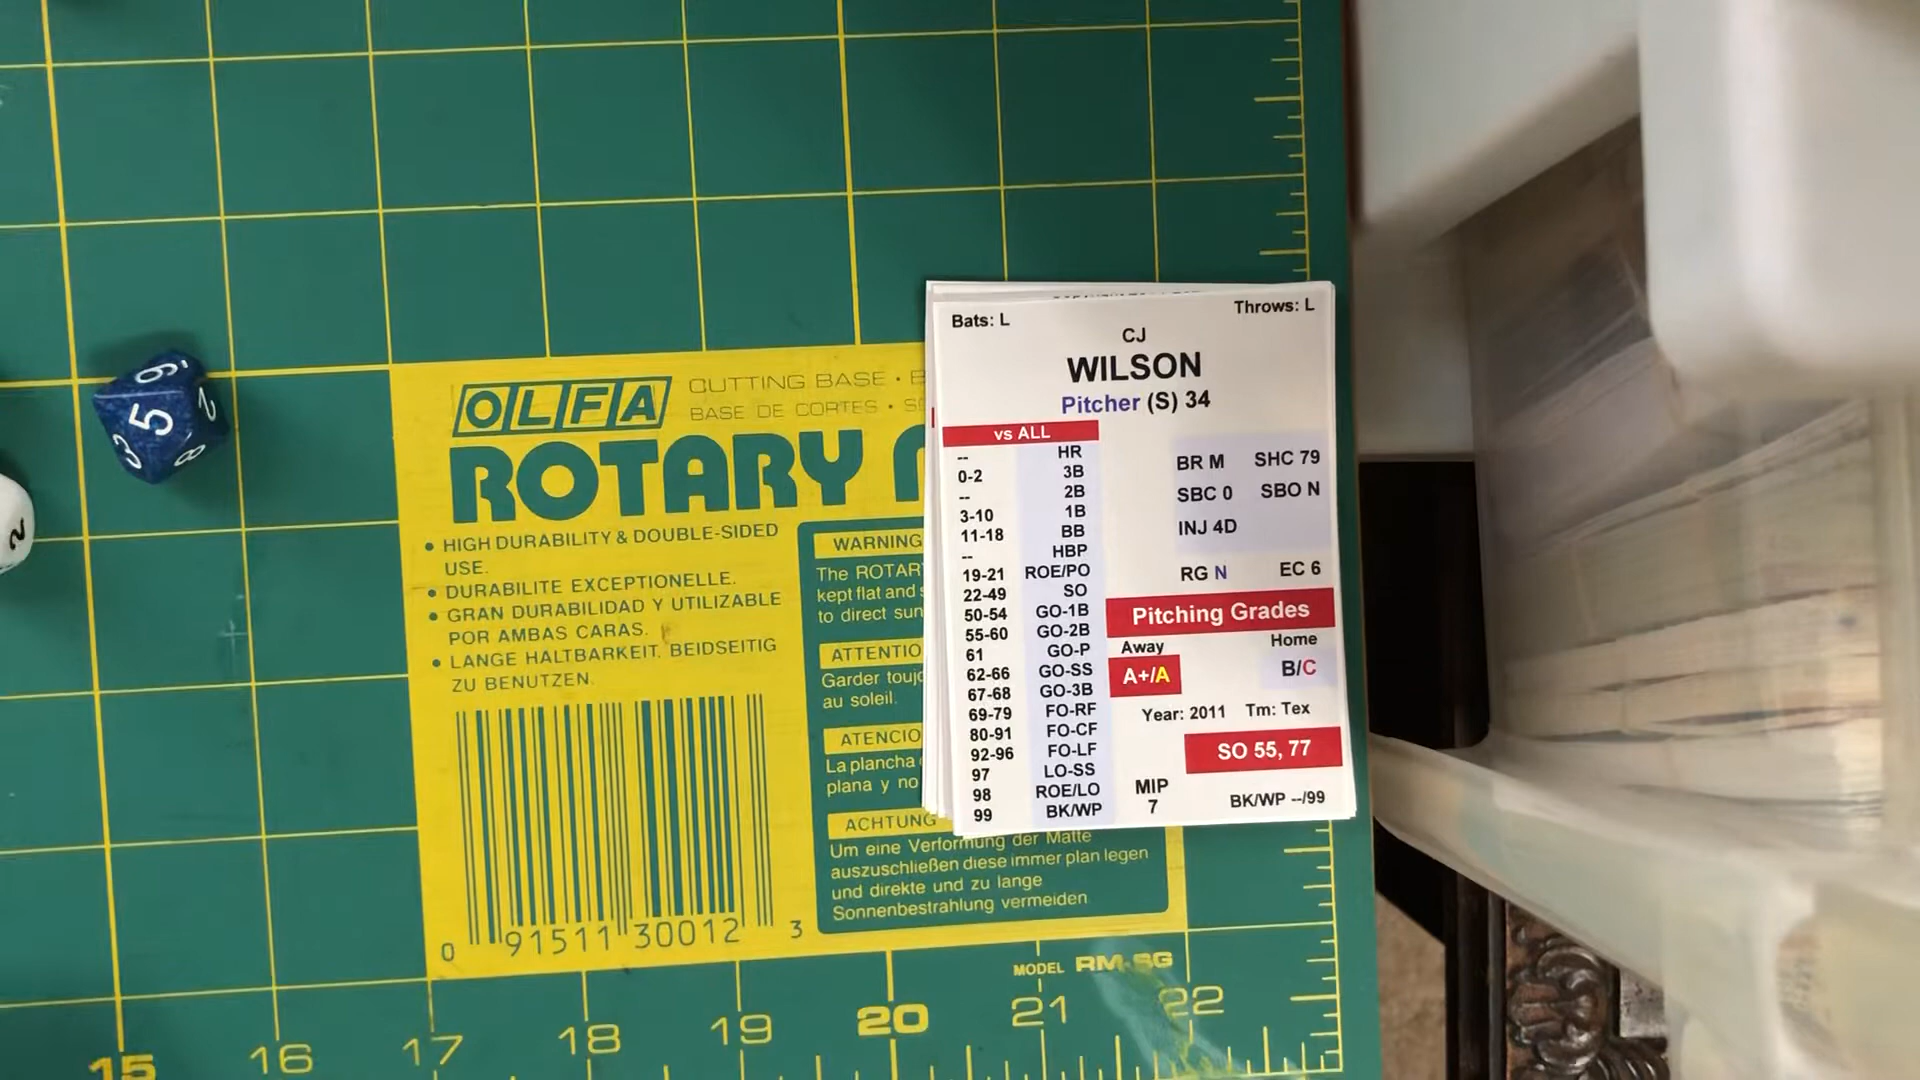 Bats: L
Throws: L
CJ
WILSON
Pitcher (S) 34
vs ALL
-- HR
0-2 3B
-- 2B
3-10 1B
11-18 BB
-- HBP
19-21 ROE/PO
22-49 SO
50-54 GO-1B
55-60 GO-2B
61 GO-P
62-66 GO-SS
67-68 GO-3B
69-79 FO-RF
80-91 FO-CF
92-96 FO-LF
97 LO-SS
98 ROE/LO
99 BK/WP
BR M SHC 79
SBC 0 SBO N
INJ 4D
RG N EC 6
Pitching Grades
Away Home
A+/A B/C
Year: 2011 Tm: Tex
SO 55, 77
MIP
7
BK/WP --/99
OLFA
CUTTING BASE •
BASE DE CORTES •
ROTARY
• HIGH DURABILITY & DOUBLE-SIDED
USE.
• DURABILITE EXCEPTIONELLE.
• GRAN DURABILIDAD Y UTILIZABLE
POR AMBAS CARAS.
• LANGE HALTBARKEIT. BEIDSEITIG
ZU BENUTZEN.
WARNING
The ROTAR
kept flat and
to direct sun
ATTENTIO
Garder touj
au soleil.
ATENCIO
La plancha
plana y no
ACHTUNG
Um eine Verformung der Matte
auszuschließen diese immer plan legen
und direkte und zu lange
Sonnenbestrahlung vermeiden
0 91511 30012 3
MODEL RM-SG
15 16 17 18 19 20 21 22
9 5 2 3 8
2